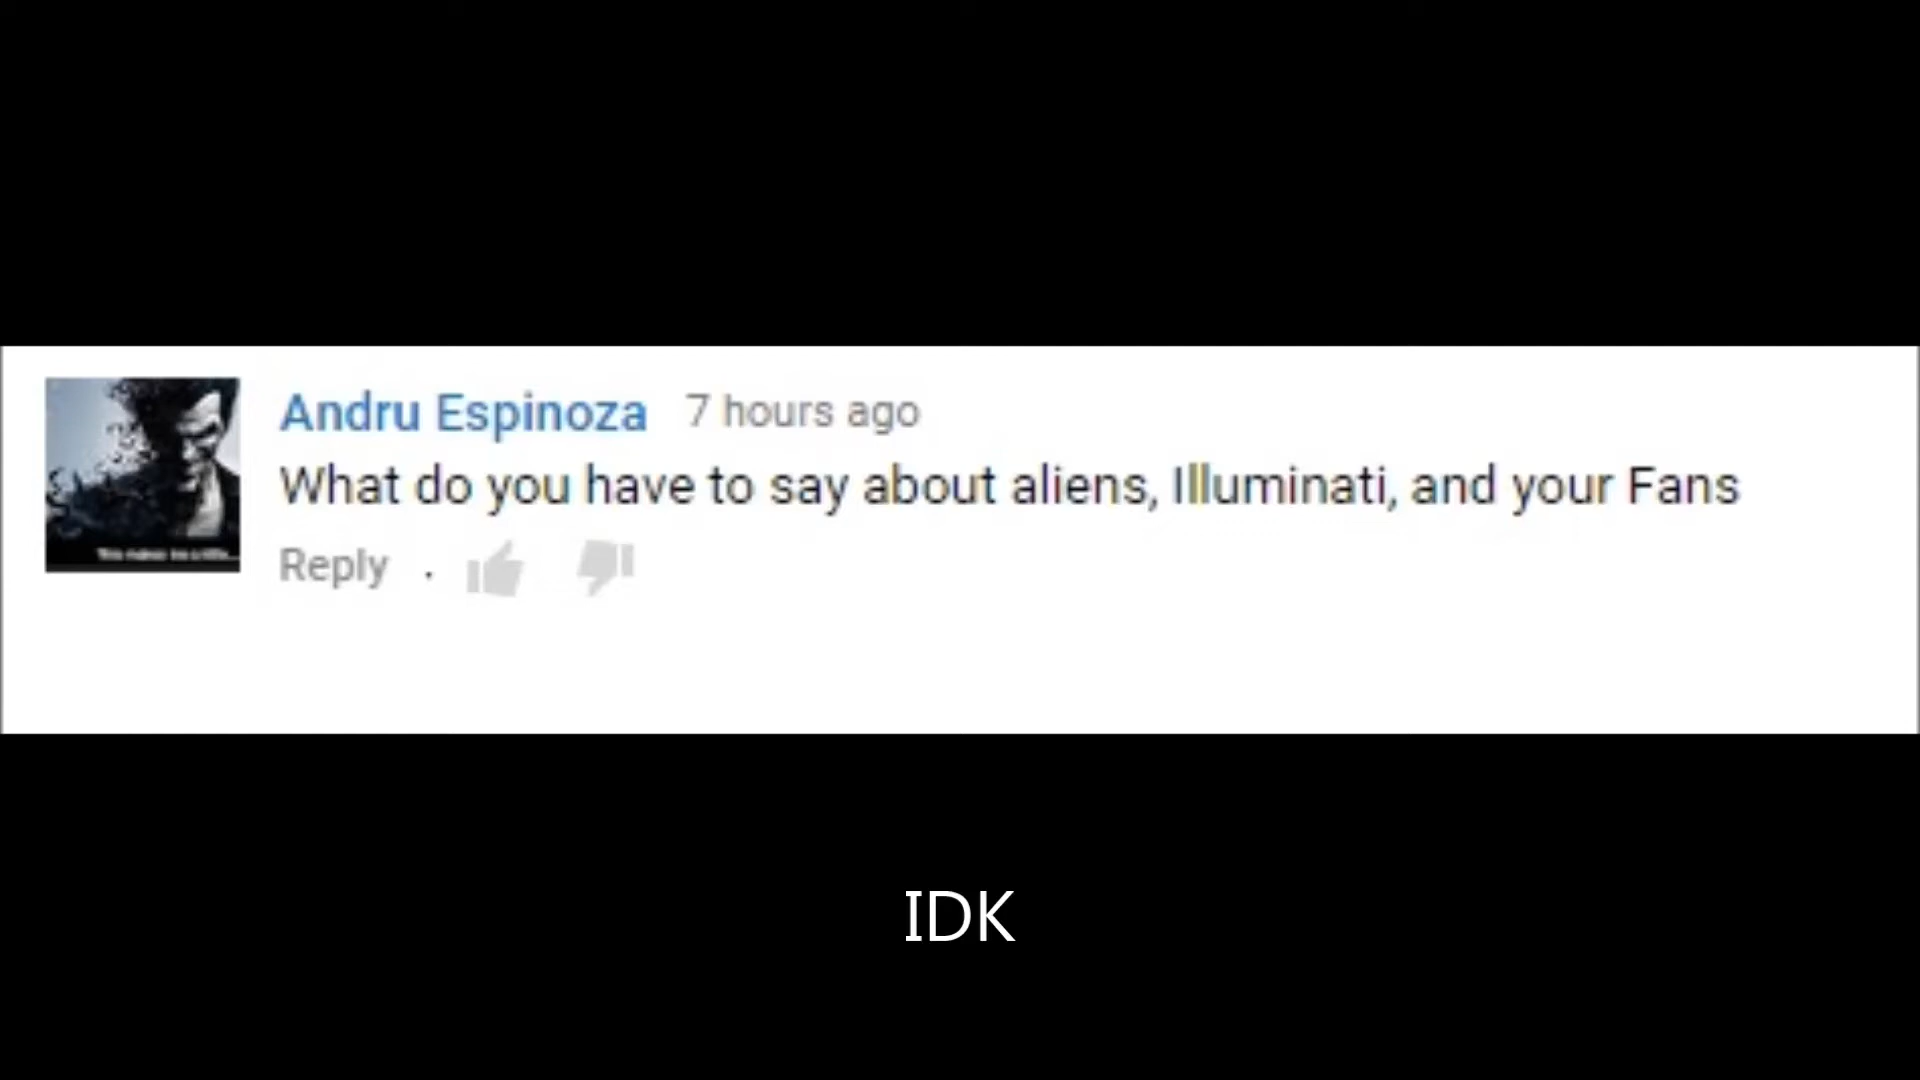 Andru Espinoza 7 hours ago
What do you have to say about aliens, Illuminati, and your Fans
Reply .
IDK